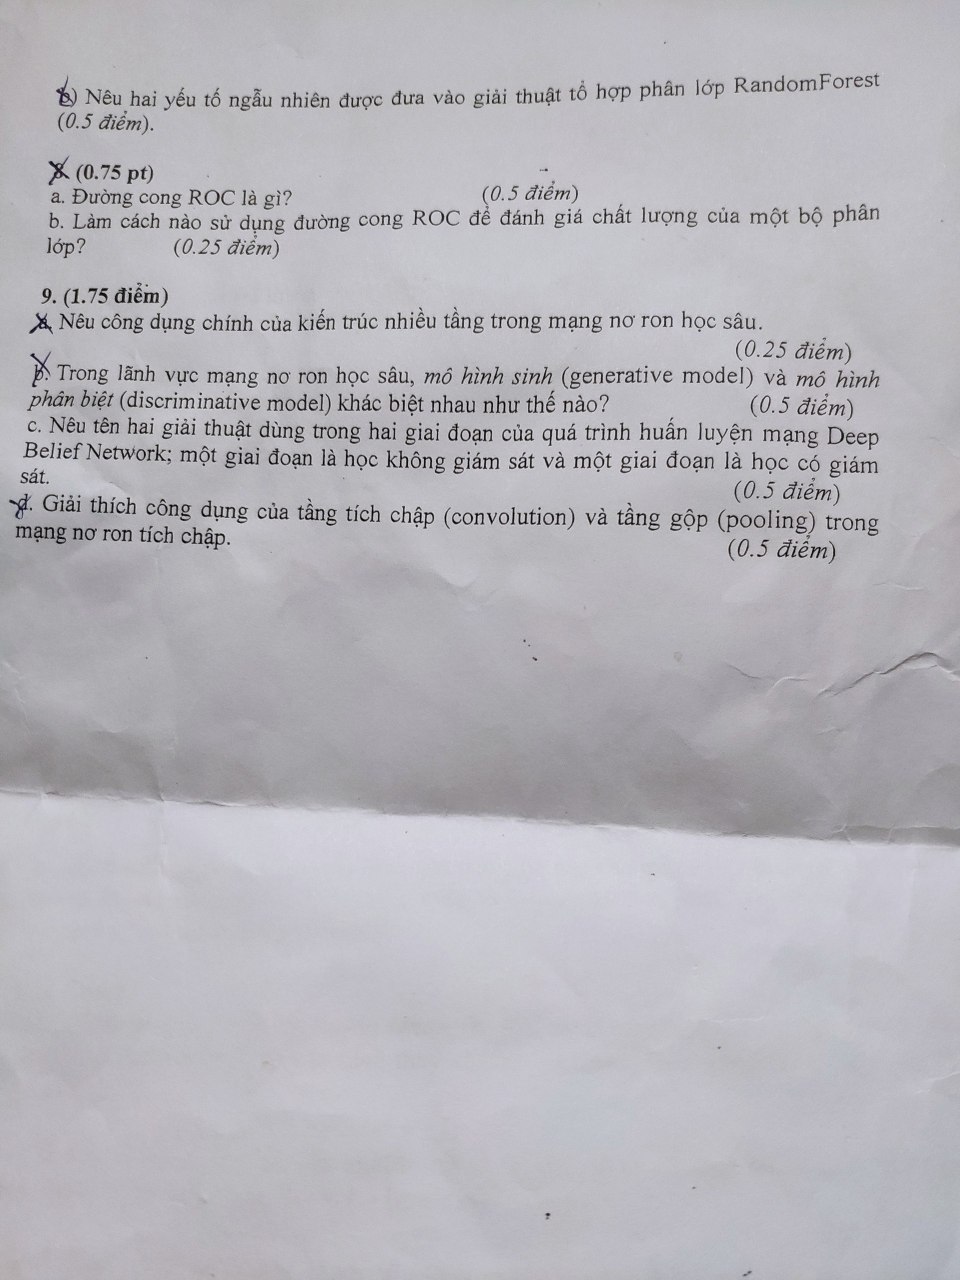 b) Nêu hai yếu tố ngẫu nhiên được đưa vào giải thuật tổ hợp phân lớp RandomForest
(0.5 điểm).
8. (0.75 pt)
a. Đường cong ROC là gì? (0.5 điểm)
b. Làm cách nào sử dụng đường cong ROC để đánh giá chất lượng của một bộ phân
lớp? (0.25 điểm)
9. (1.75 điểm)
a. Nêu công dụng chính của kiến trúc nhiều tầng trong mạng nơ ron học sâu.
(0.25 điểm)
b. Trong lãnh vực mạng nơ ron học sâu, mô hình sinh (generative model) và mô hình
phân biệt (discriminative model) khác biệt nhau như thế nào? (0.5 điểm)
c. Nêu tên hai giải thuật dùng trong hai giai đoạn của quá trình huấn luyện mạng Deep
Belief Network; một giai đoạn là học không giám sát và một giai đoạn là học có giám
sát. (0.5 điểm)
d. Giải thích công dụng của tầng tích chập (convolution) và tầng gộp (pooling) trong
mạng nơ ron tích chập. (0.5 điểm)